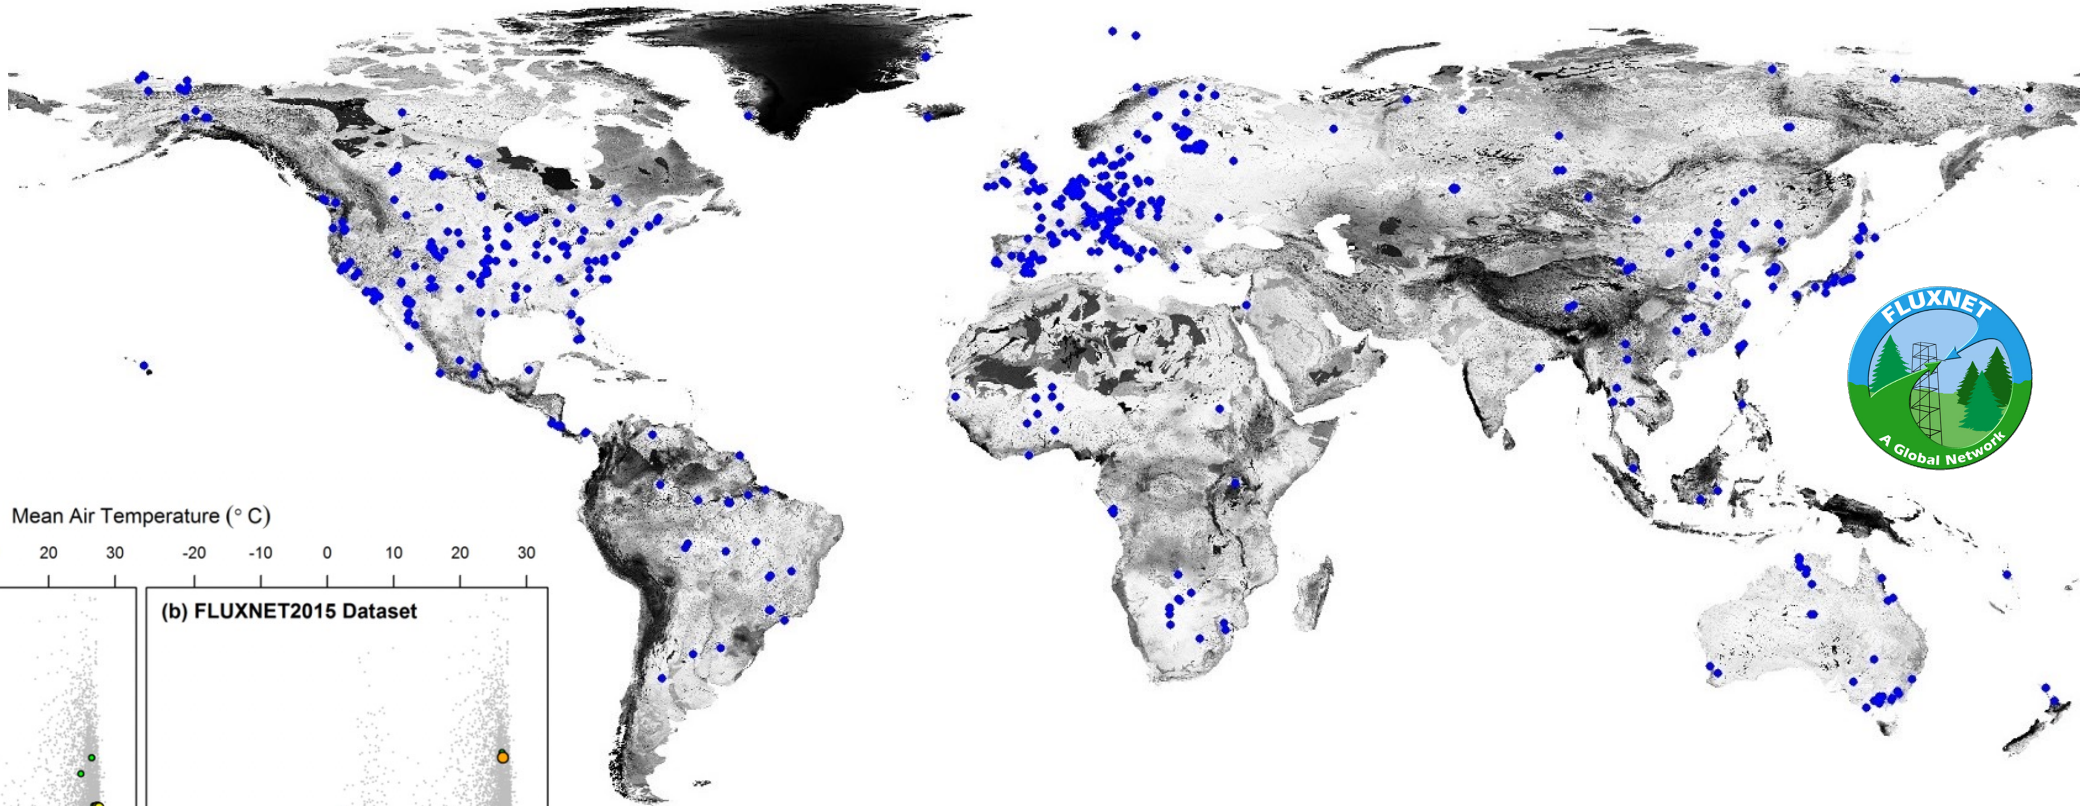 FLUXNET
A Global Network
Mean Air Temperature (° C)
20 30 -20 -10 0 10 20 30
(b) FLUXNET2015 Dataset